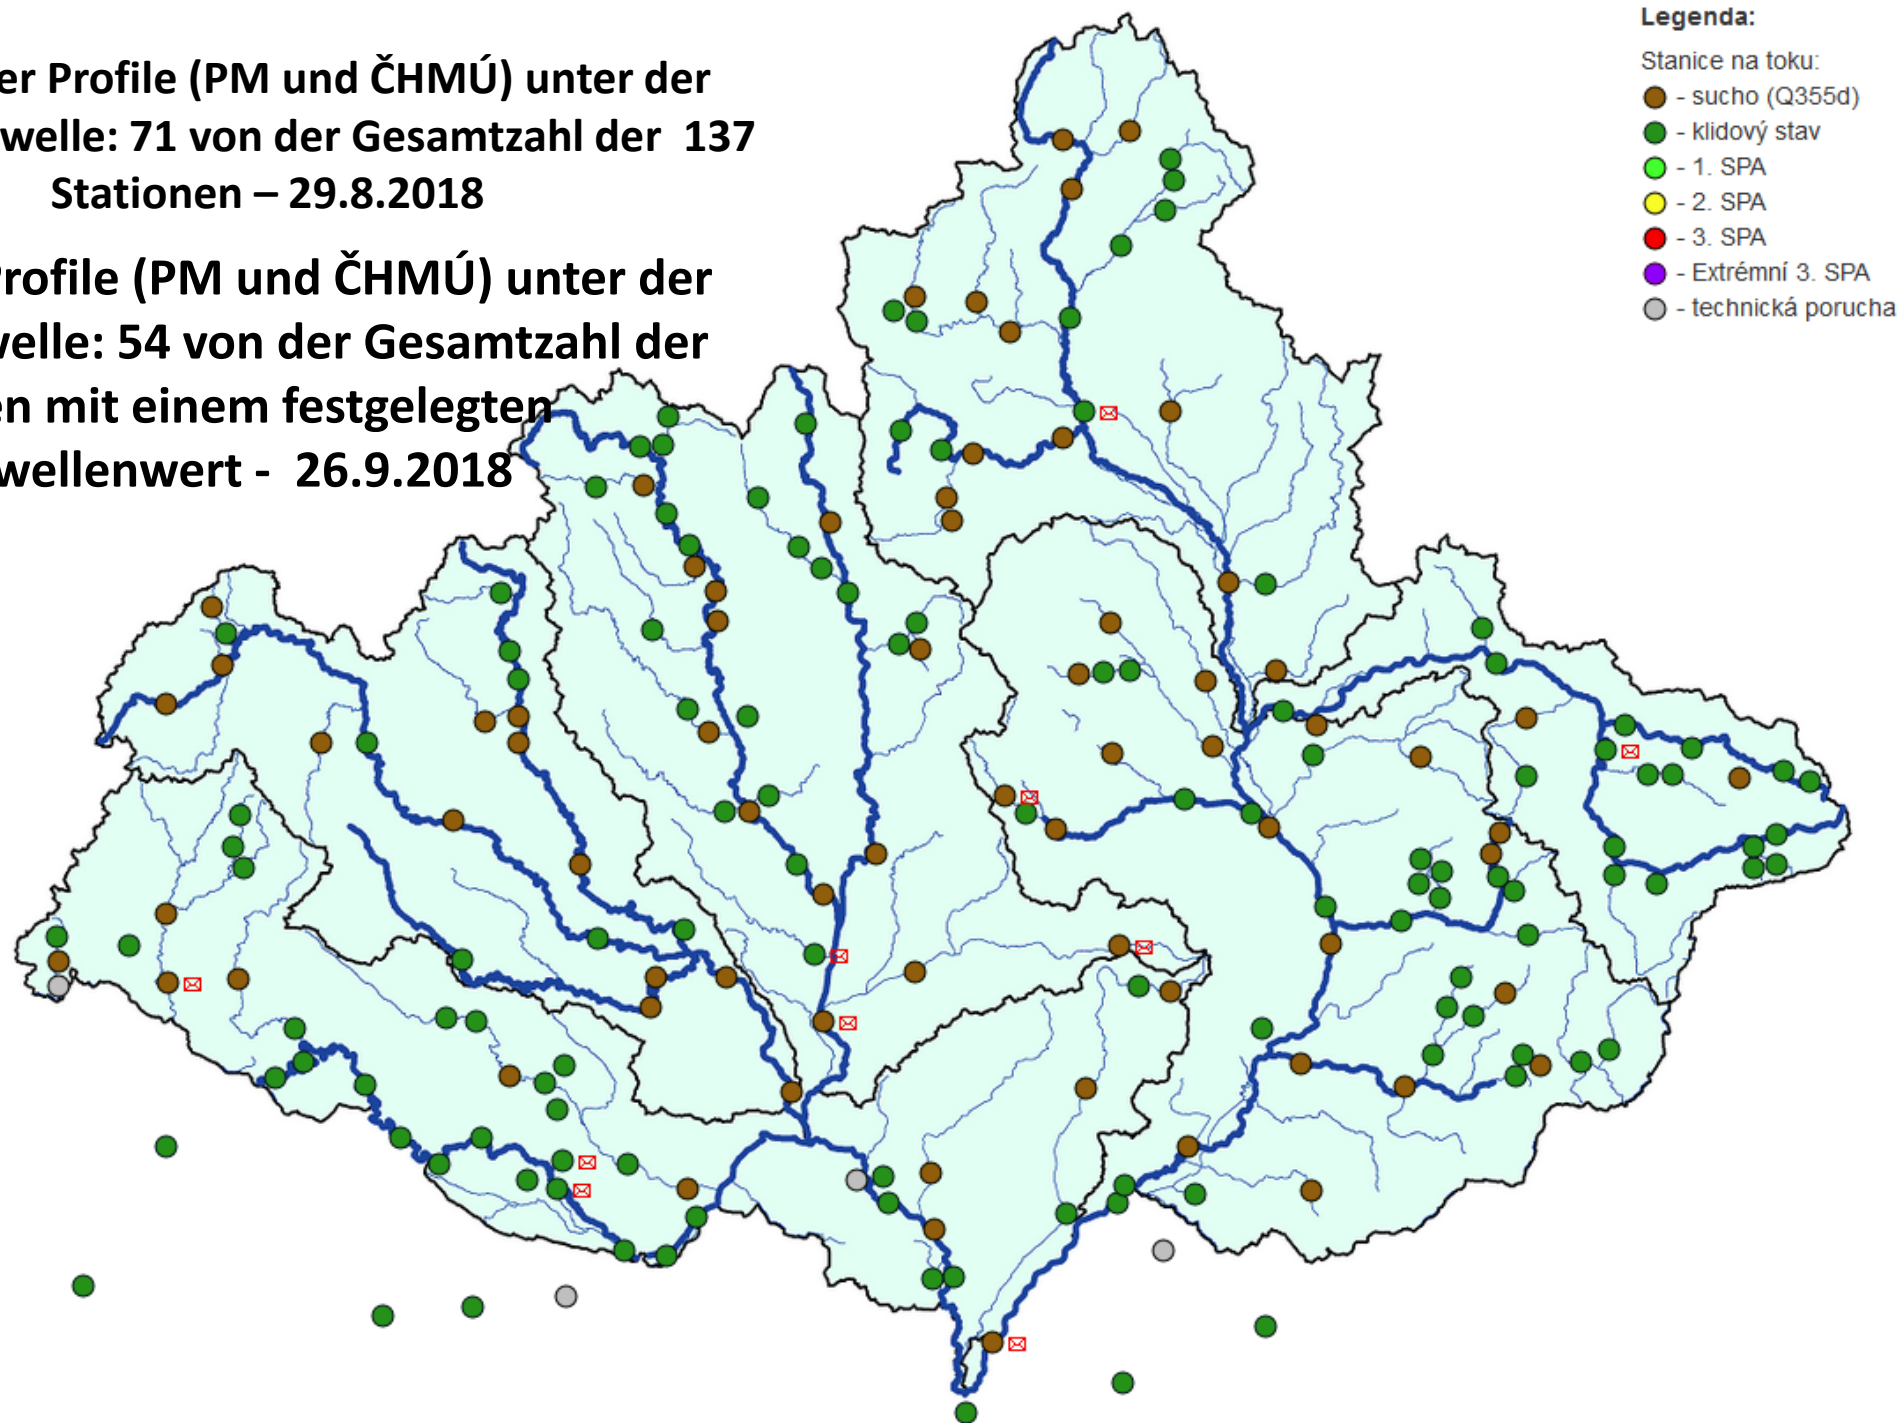 er Profile (PM und ČHMÚ) unter der
welle: 71 von der Gesamtzahl der 137
Stationen – 29.8.2018
rofile (PM und ČHMÚ) unter der
welle: 54 von der Gesamtzahl der
en mit einem festgelegten
wellenwert - 26.9.2018
Legenda:
Stanice na toku:
- sucho (Q355d)
- klidový stav
- 1. SPA
- 2. SPA
- 3. SPA
- Extrémní 3. SPA
- technická porucha